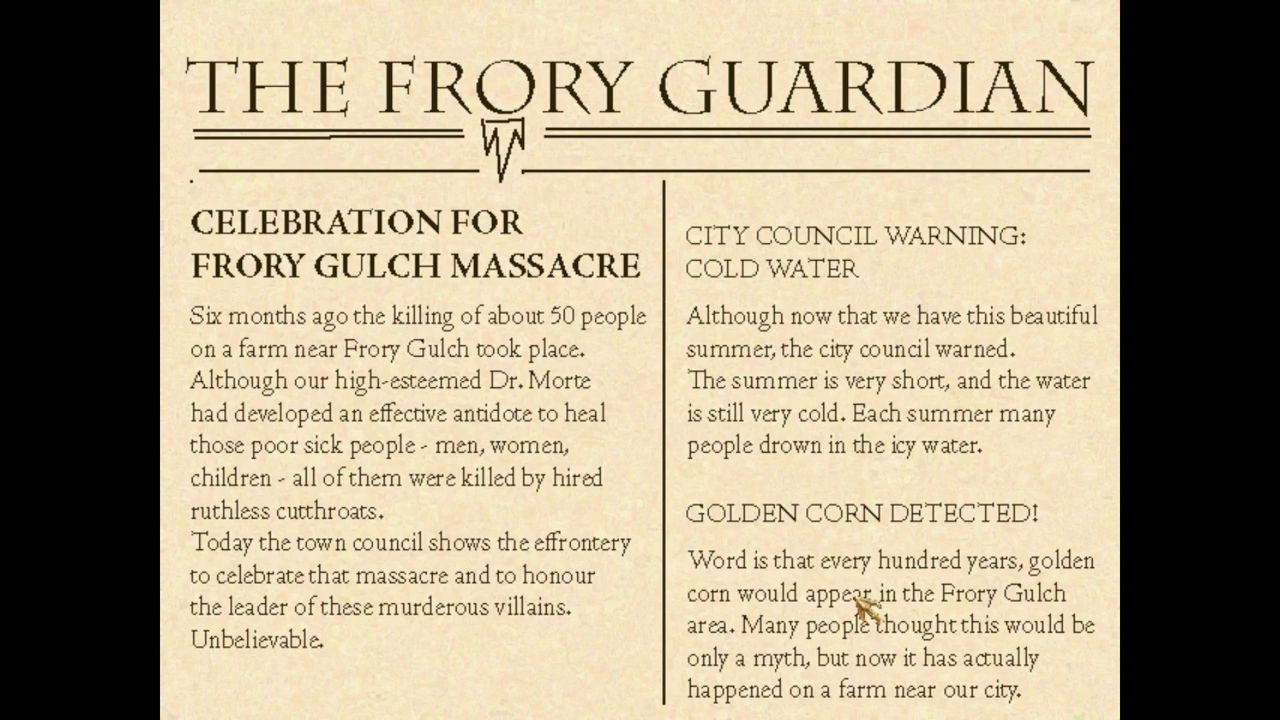 THE FRORY GUARDIAN
CELEBRATION FOR
FRORY GULCH MASSACRE
Six months ago the killing of about 50 people
on a farm near Frory Gulch took place.
Although our high-esteemed Dr. Morte
had developed an effective antidote to heal
those poor sick people - men, women,
children - all of them were killed by hired
ruthless cutthroats.
Today the town council shows the effrontery
to celebrate that massacre and to honour
the leader of these murderous villains.
Unbelievable.
CITY COUNCIL WARNING:
COLD WATER
Although now that we have this beautiful
summer, the city council warned.
The summer is very short, and the water
is still very cold. Each summer many
people drown in the icy water.
GOLDEN CORN DETECTED!
Word is that every hundred years, golden
corn would appear in the Frory Gulch
area. Many people thought this would be
only a myth, but now it has actually
happened on a farm near our city.